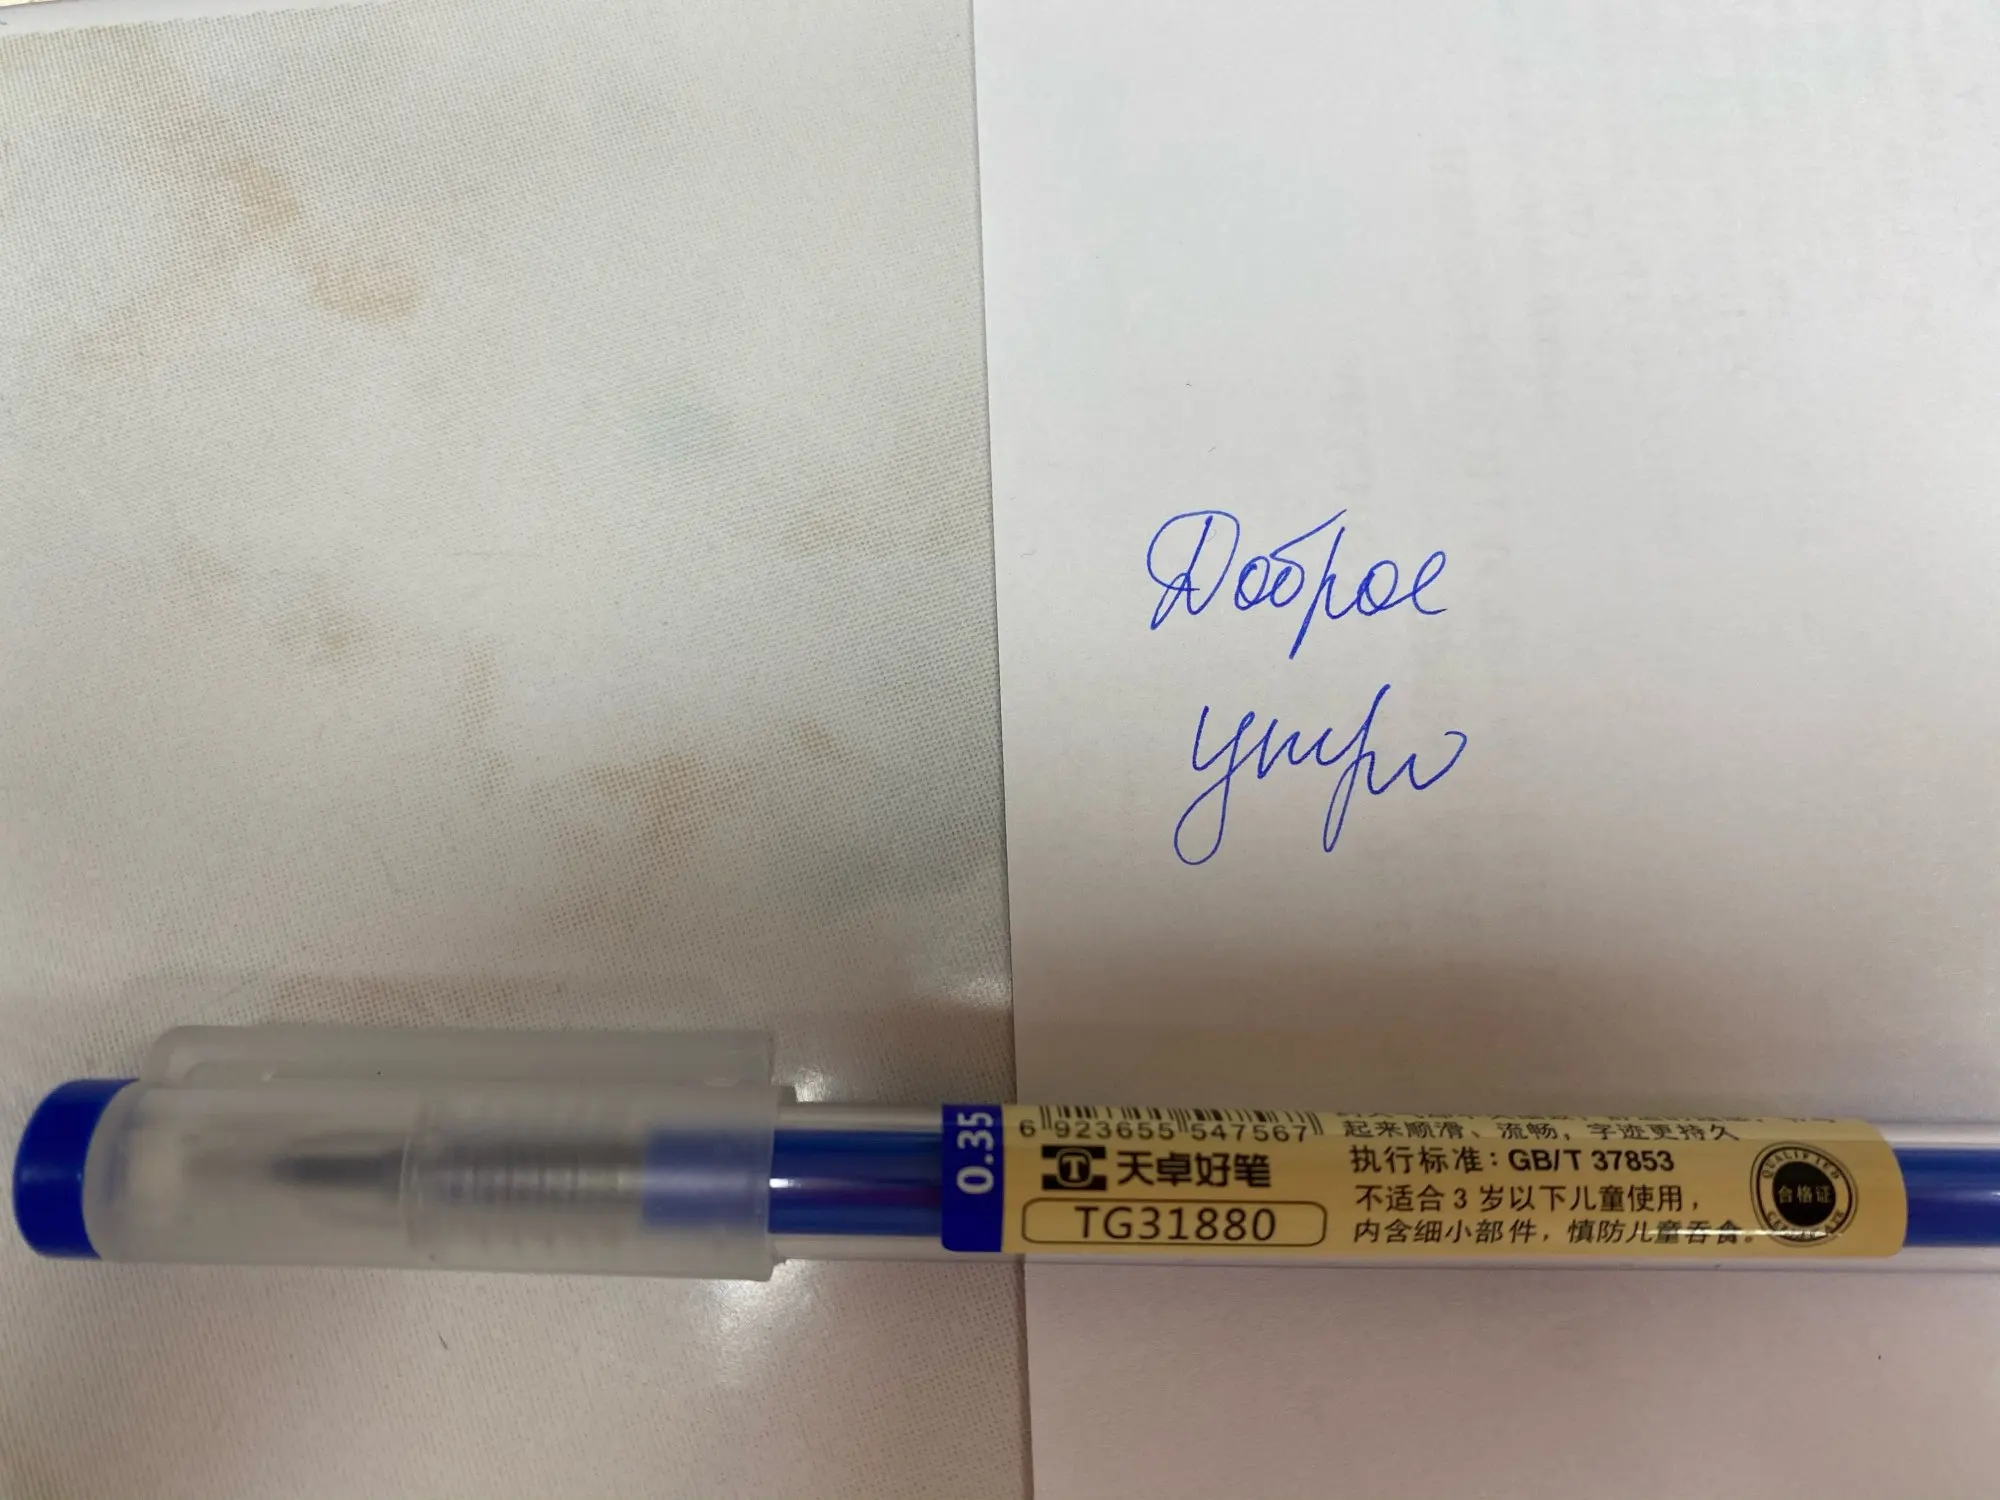 Доброе
утро
0.35
6 923655 547567
起来顺滑、流畅，字迹更持久
天卓好笔
执行标准：GB/T 37853
TG31880
不适合3岁以下儿童使用，
内含细小部件，慎防儿童吞食。
QUALIFIED
合格证
CERTIFICATE